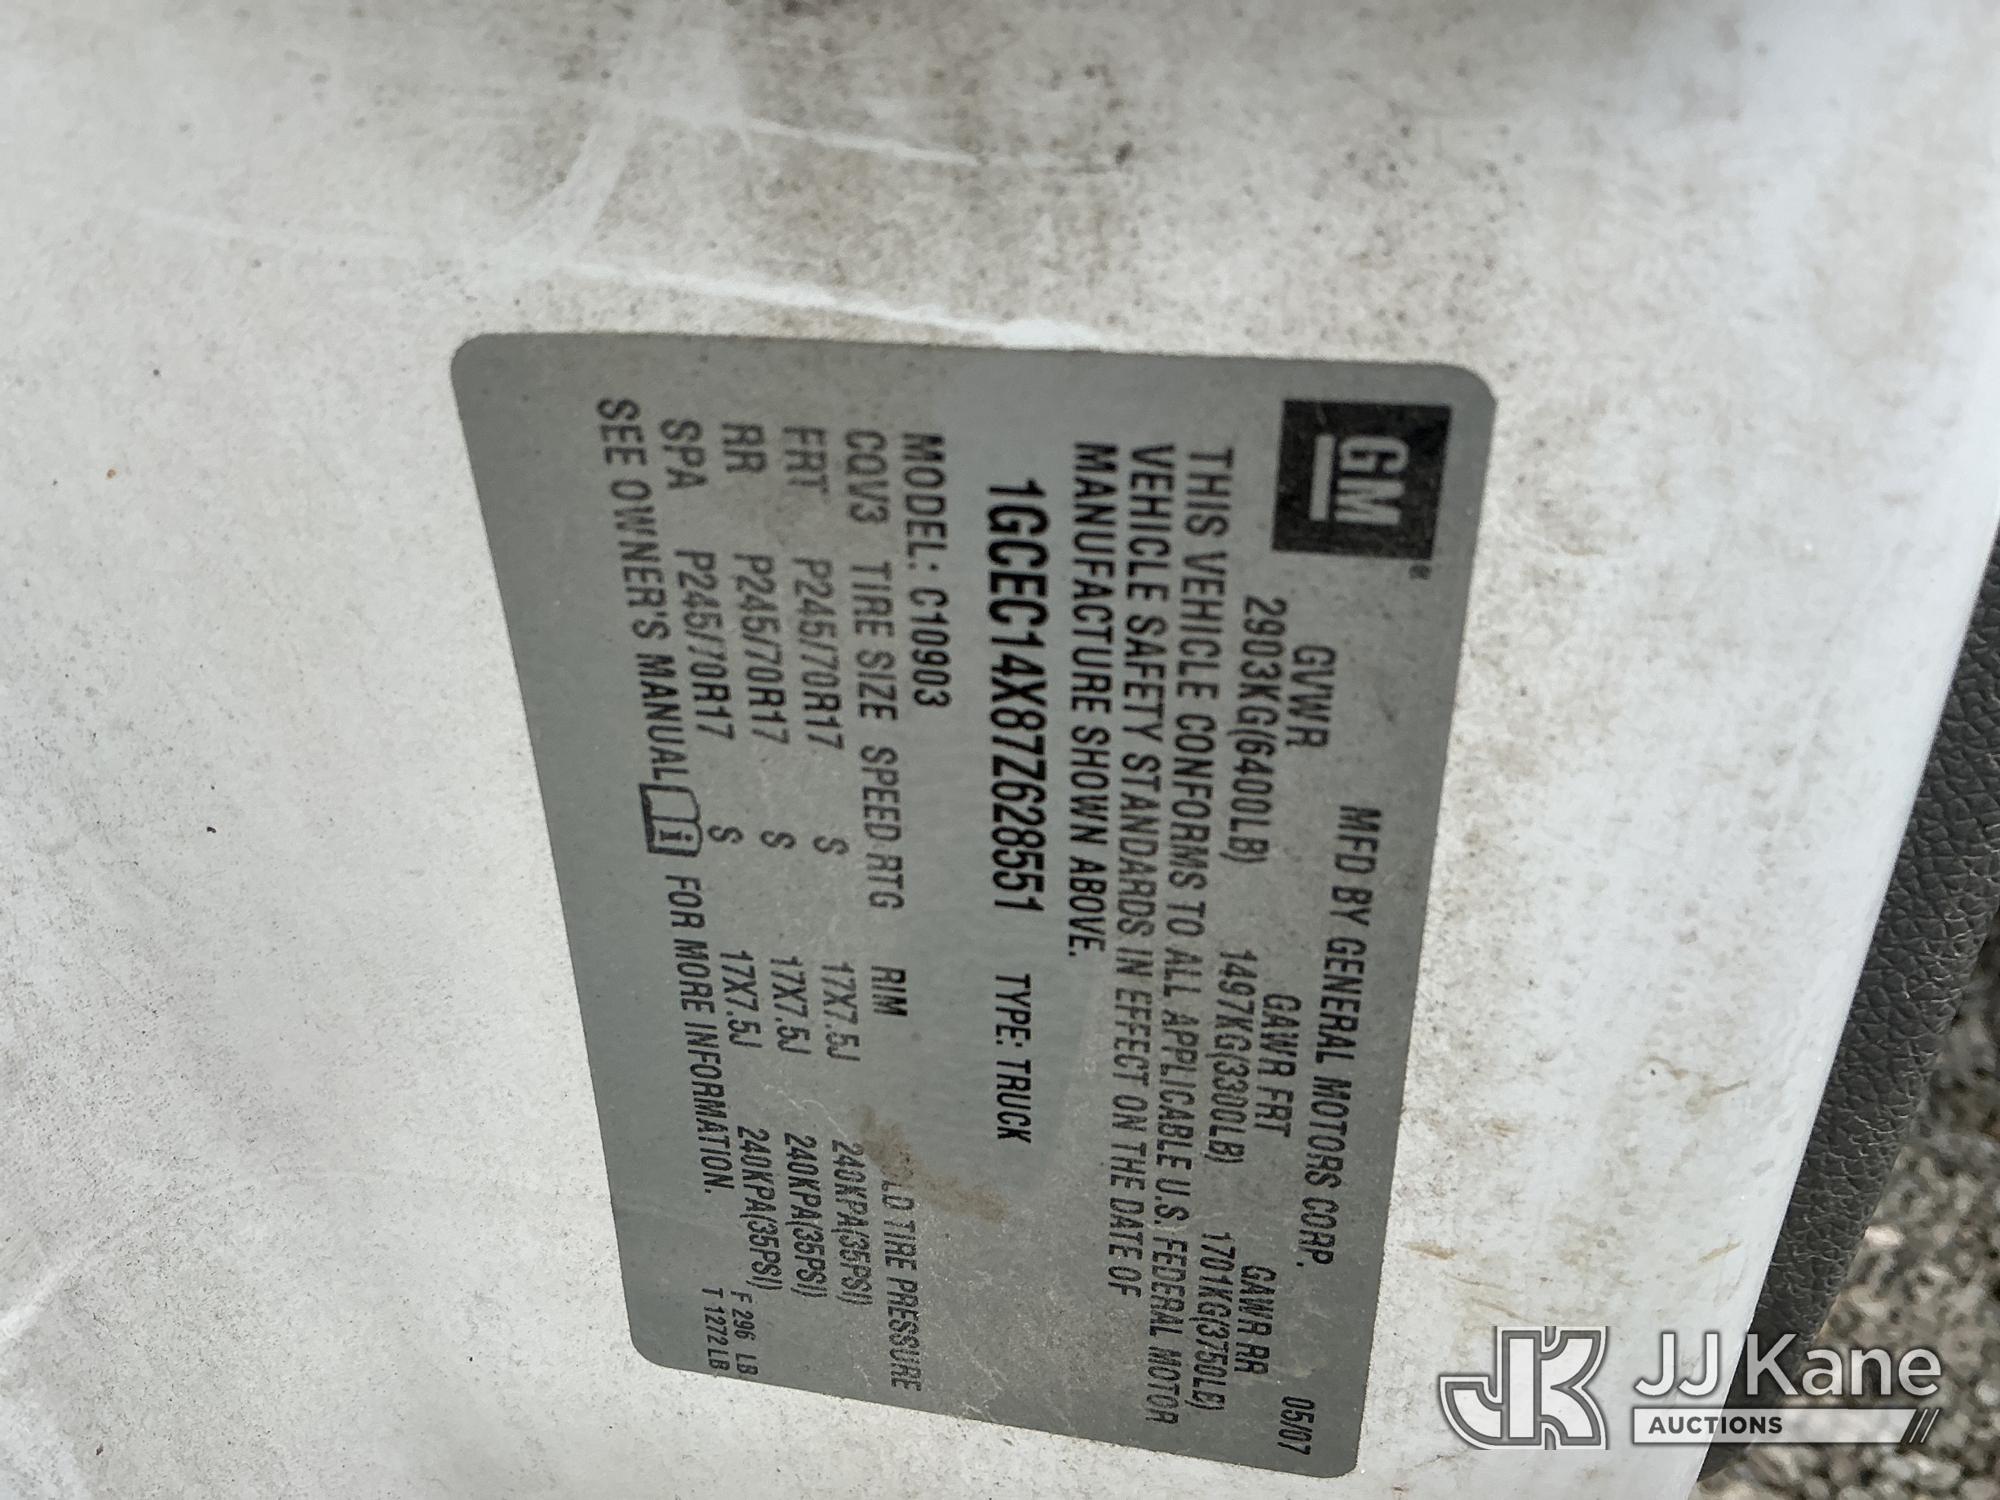 GM®
MFD BY GENERAL MOTORS CORP. 05/07
GVWR GAWR FRT GAWR RR
2903KG(6400LB) 1497KG(3300LB) 1701KG(3750LB)
THIS VEHICLE CONFORMS TO ALL APPLICABLE U.S. FEDERAL MOTOR
VEHICLE SAFETY STANDARDS IN EFFECT ON THE DATE OF
MANUFACTURE SHOWN ABOVE.
1GCEC14X87Z628551 TYPE: TRUCK
MODEL: C10903
CQV3 TIRE SIZE SPEED RTG RIM TIRE PRESSURE
FRT P245/70R17 S 17X7.5J 240KPA(35PSI)
RR P245/70R17 S 17X7.5J 240KPA(35PSI)
SPA P245/70R17 S 17X7.5J 240KPA(35PSI)
SEE OWNER'S MANUAL i FOR MORE INFORMATION.
F 296 LB
T 1272LB
JK JJ Kane
AUCTIONS